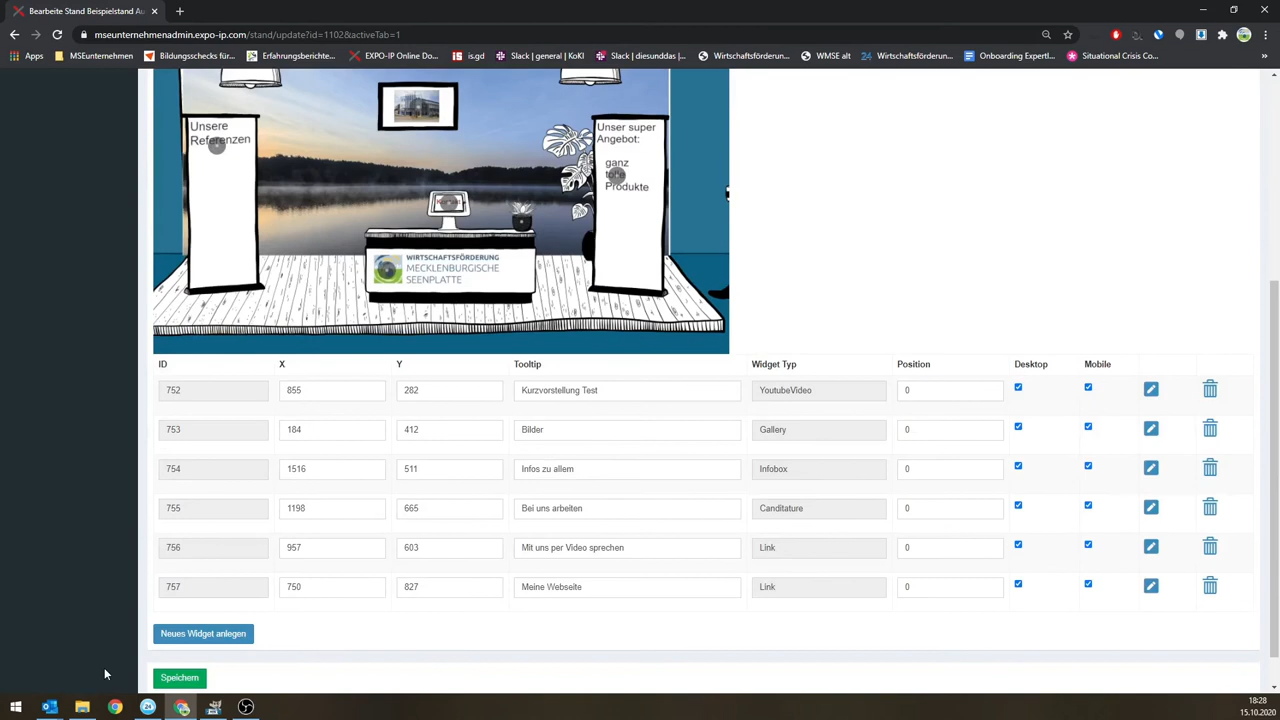 Bearbeite Stand Beispielstand Au
mseunternehmenadmin.expo-ip.com/stand/update?id=1102&activeTab=1
Apps MSEunternehmen Bildungsschecks für... Erfahrungsberichte... EXPO-IP Online Do... is.gd Slack | general | KoKI Slack | diesunddas |... Wirtschaftsförderun... WMSE alt Wirtschaftsförderun... Onboarding Expertl... Situational Crisis Co...
Unsere
Referenzen
Unser super
Angebot:
ganz
tolle
Produkte
WIRTSCHAFTSFÖRDERUNG
MECKLENBURGISCHE
SEENPLATTE
ID X Y Tooltip Widget Typ Position Desktop Mobile
752 855 282 Kurzvorstellung Test YoutubeVideo 0
753 184 412 Bilder Gallery 0
754 1516 511 Infos zu allem Infobox 0
755 1198 665 Bei uns arbeiten Canditature 0
756 957 603 Mit uns per Video sprechen Link 0
757 750 827 Meine Webseite Link 0
Neues Widget anlegen
Speichern
18:28
15.10.2020